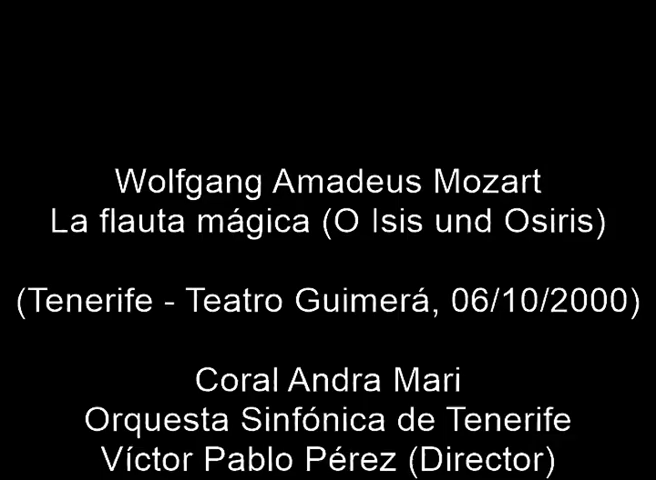 Wolfgang Amadeus Mozart
La flauta mágica (O Isis und Osiris)
(Tenerife - Teatro Guimerá, 06/10/2000)
Coral Andra Mari
Orquesta Sinfónica de Tenerife
Víctor Pablo Pérez (Director)